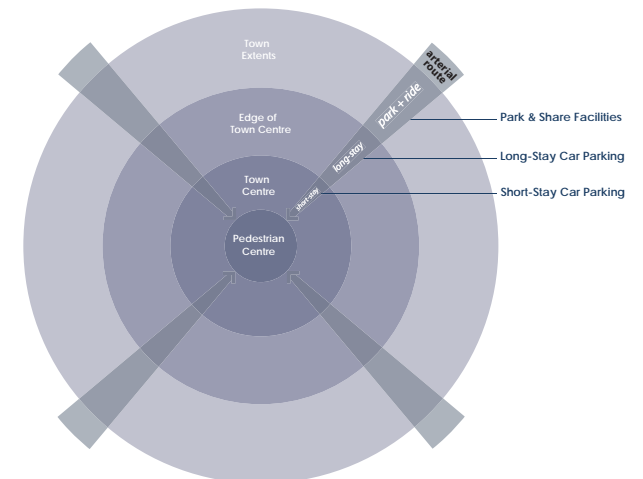 Town
Extents
arterial
route
park + ride
Park & Share Facilities
Edge of
Town Centre
long-stay
Long-Stay Car Parking
Town
Centre
short-stay
Short-Stay Car Parking
Pedestrian
Centre